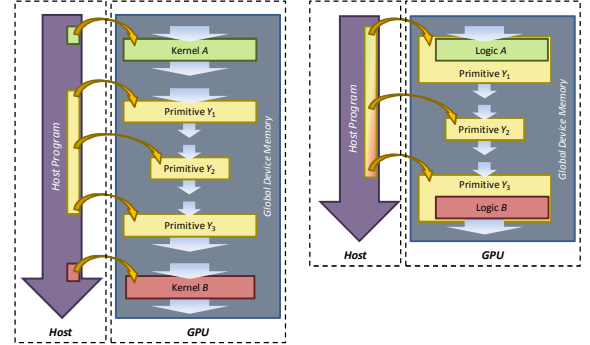 Host Program
Kernel A
Primitive Y1
Primitive Y2
Primitive Y3
Kernel B
Global Device Memory
Host
GPU
Host Program
Logic A
Primitive Y1
Primitive Y2
Primitive Y3
Logic B
Global Device Memory
Host
GPU